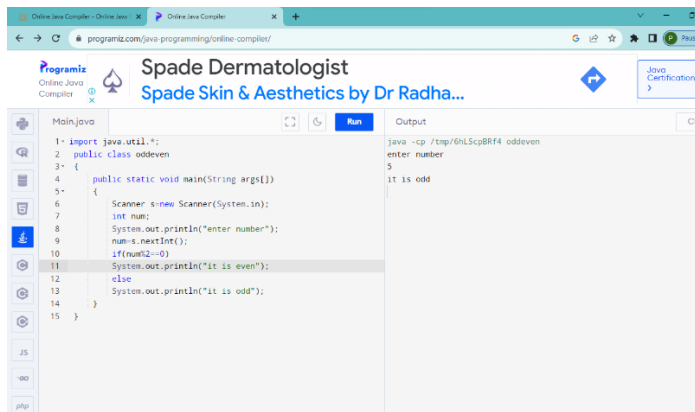 Online Java Compiler - Online Java
Online Java Compiler
programiz.com/java-programming/online-compiler/
Paus
Programiz
Online Java
Compiler
Spade Dermatologist
Spade Skin & Aesthetics by Dr Radha...
Java
Certification
>
Main.java
Run
Output
C
1 import java.util.*;
2 public class oddeven
3 {
4 public static void main(String args[])
5 {
6 Scanner s=new Scanner(System.in);
7 int num;
8 System.out.println("enter number");
9 num=s.nextInt();
10 if(num%2==0)
11 System.out.println("it is even");
12 else
13 System.out.println("it is odd");
14 }
15 }
java -cp /tmp/6hLScpBRf4 oddeven
enter number
5
it is odd
JS
GO
php